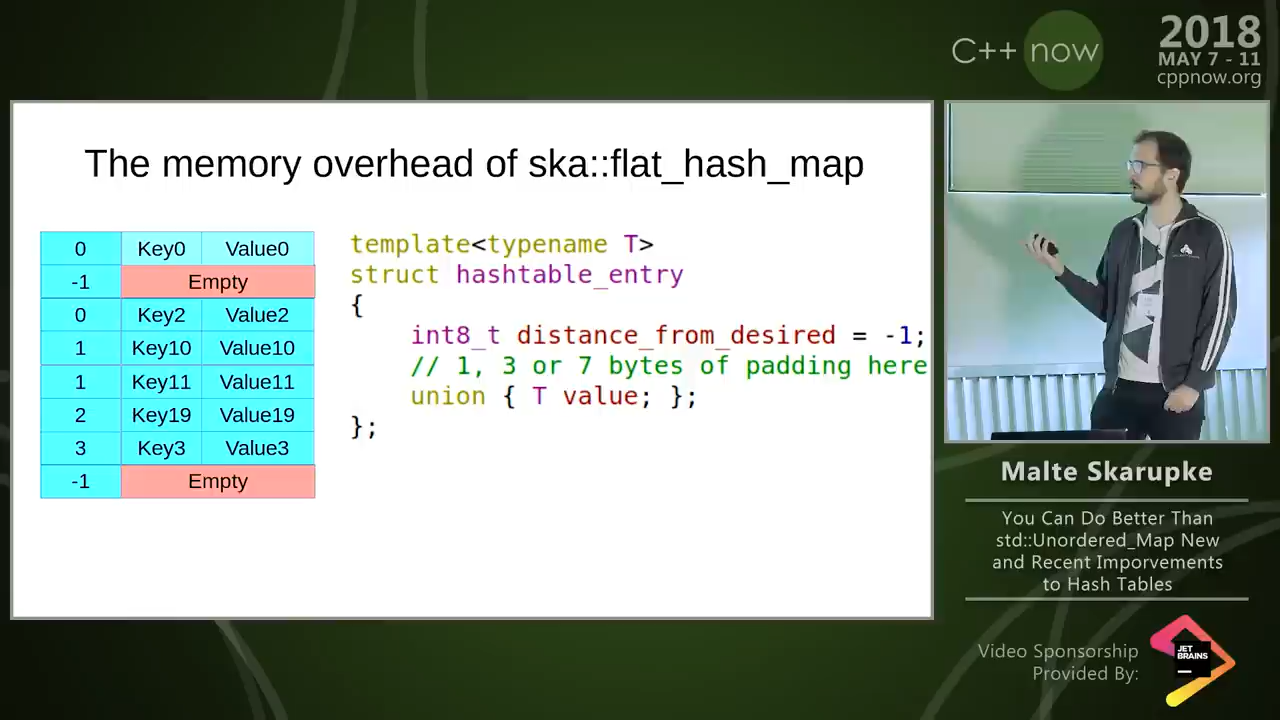 C++ now
2018
MAY 7 - 11
cppnow.org
The memory overhead of ska::flat_hash_map
0 Key0 Value0
-1 Empty
0 Key2 Value2
1 Key10 Value10
1 Key11 Value11
2 Key19 Value19
3 Key3 Value3
-1 Empty
template<typename T>
struct hashtable_entry
{
int8_t distance_from_desired = -1;
// 1, 3 or 7 bytes of padding here
union { T value; };
};
Malte Skarupke
You Can Do Better Than
std::Unordered_Map New
and Recent Imporvements
to Hash Tables
Video Sponsorship
Provided By:
JET
BRAINS